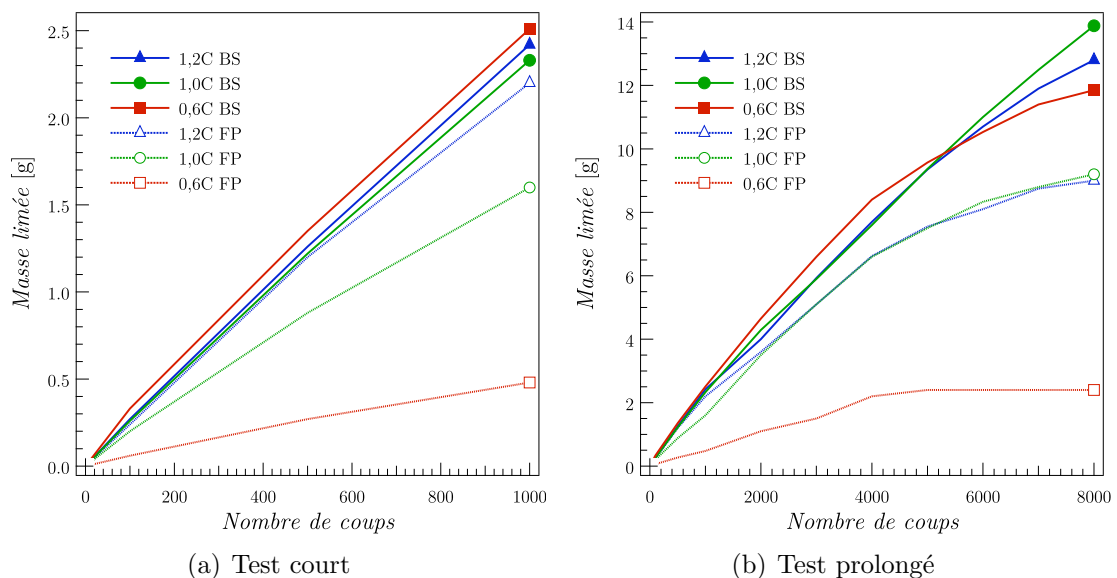 Masse limée [g]
2.5
2.0
1.5
1.0
0.5
0.0
1,2C BS
1,0C BS
0,6C BS
1,2C FP
1,0C FP
0,6C FP
0 200 400 600 800 1000
Nombre de coups
(a) Test court
Masse limée [g]
14
12
10
8
6
4
2
0
1,2C BS
1,0C BS
0,6C BS
1,2C FP
1,0C FP
0,6C FP
0 2000 4000 6000 8000
Nombre de coups
(b) Test prolongé